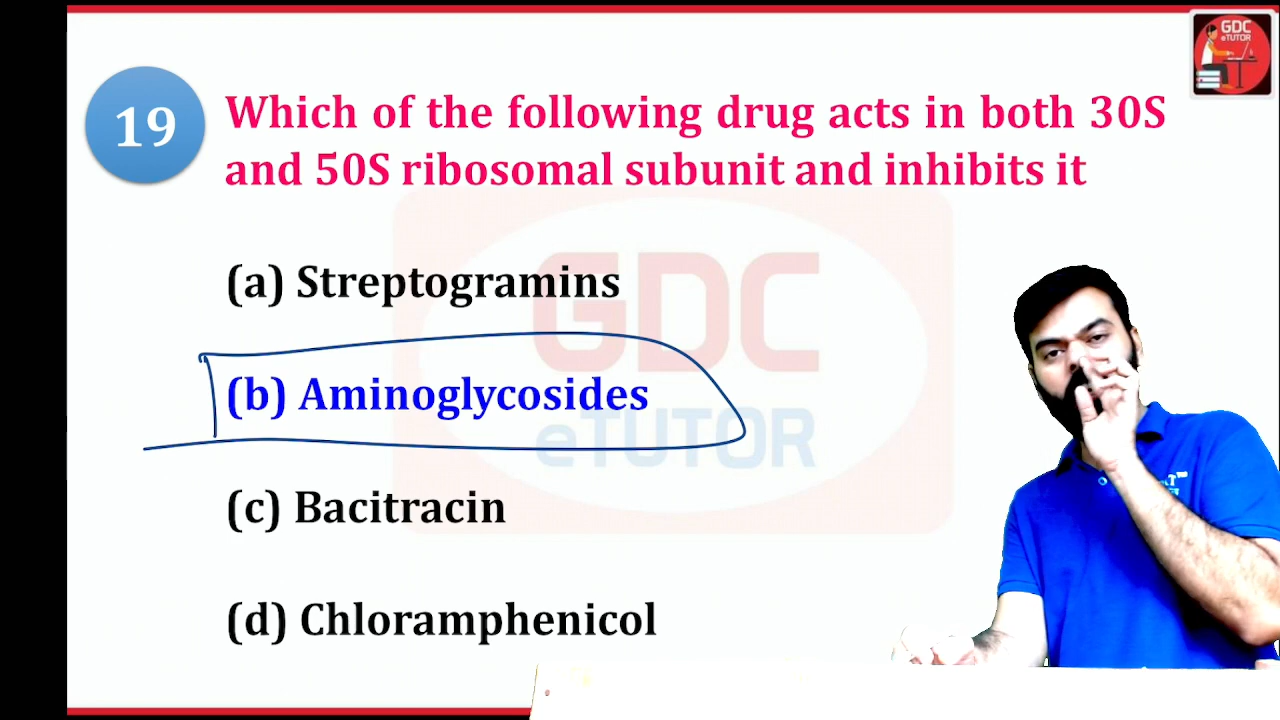 GDC
eTUTOR
19
Which of the following drug acts in both 30S
and 50S ribosomal subunit and inhibits it
(a) Streptogramins
GDC
(b) Aminoglycosides
eTUTOR
(c) Bacitracin
(d) Chloramphenicol